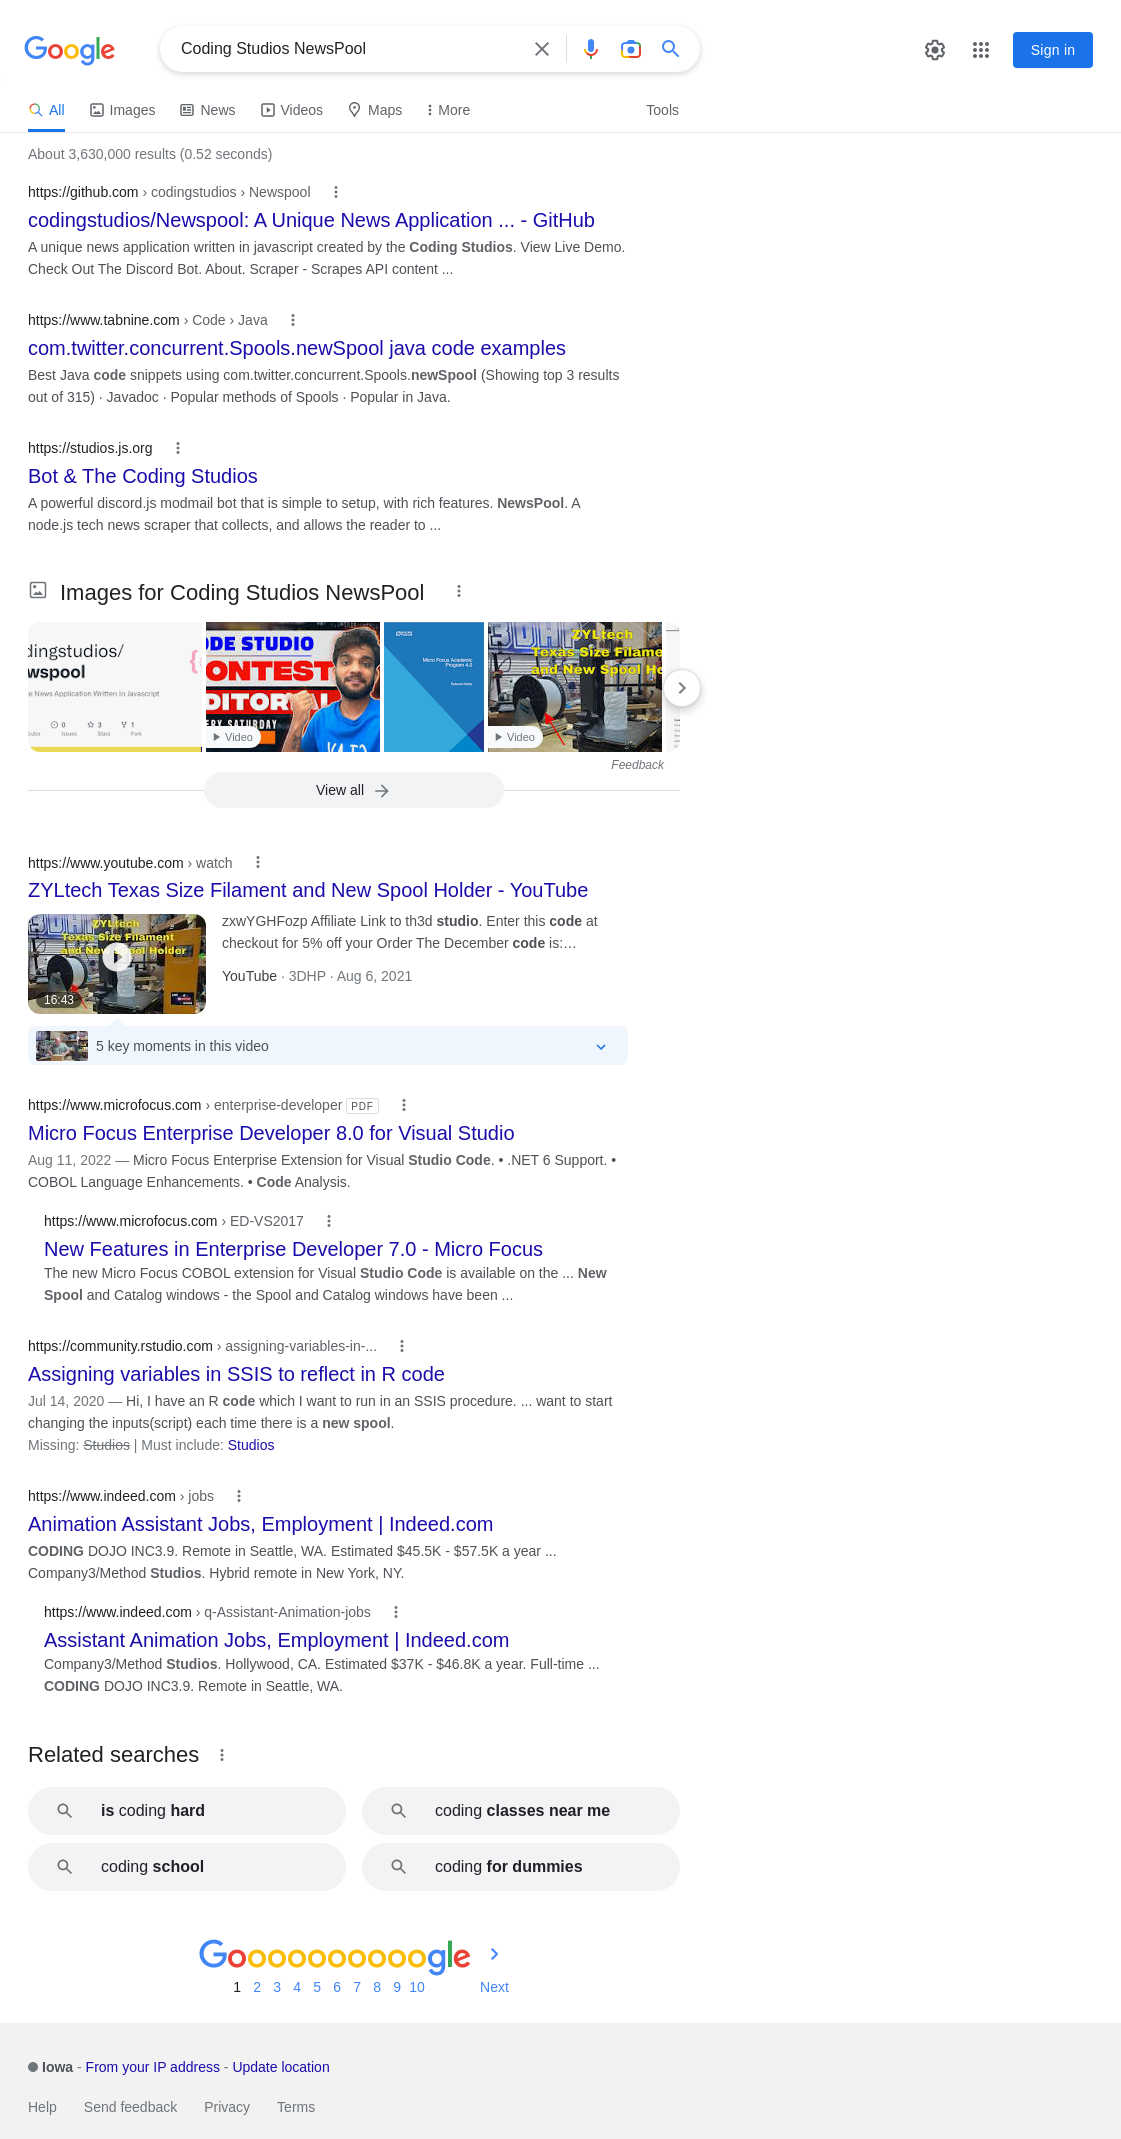 Google
Coding Studios NewsPool
Sign in
All
Images
News
Videos
Maps
More
Tools
About 3,630,000 results (0.52 seconds)
https://github.com › codingstudios › Newspool
codingstudios/Newspool: A Unique News Application ... - GitHub
A unique news application written in javascript created by the Coding Studios. View Live Demo.
Check Out The Discord Bot. About. Scraper - Scrapes API content ...
https://www.tabnine.com › Code › Java
com.twitter.concurrent.Spools.newSpool java code examples
Best Java code snippets using com.twitter.concurrent.Spools.newSpool (Showing top 3 results
out of 315) · Javadoc · Popular methods of Spools · Popular in Java.
https://studios.js.org
Bot & The Coding Studios
A powerful discord.js modmail bot that is simple to setup, with rich features. NewsPool. A
node.js tech news scraper that collects, and allows the reader to ...
Images for Coding Studios NewsPool
dingstudios/
wspool
e News Application Written In Javascript
0
3
1
Issues
Stars
Fork
ODE STUDIO
ONTEST
DITORIAL
ERY SATURDAY
Video
Micro Focus Academic
Program 4.0
Release Notes
ZYLtech
Texas Size Filame
and New Spool Ho
Video
Feedback
View all
https://www.youtube.com › watch
ZYLtech Texas Size Filament and New Spool Holder - YouTube
ZYLtech
Texas Size Filament
and New Spool Holder
16:43
zxwYGHFozp Affiliate Link to th3d studio. Enter this code at
checkout for 5% off your Order The December code is:…
YouTube · 3DHP · Aug 6, 2021
5 key moments in this video
https://www.microfocus.com › enterprise-developer PDF
Micro Focus Enterprise Developer 8.0 for Visual Studio
Aug 11, 2022 — Micro Focus Enterprise Extension for Visual Studio Code. • .NET 6 Support. •
COBOL Language Enhancements. • Code Analysis.
https://www.microfocus.com › ED-VS2017
New Features in Enterprise Developer 7.0 - Micro Focus
The new Micro Focus COBOL extension for Visual Studio Code is available on the ... New
Spool and Catalog windows - the Spool and Catalog windows have been ...
https://community.rstudio.com › assigning-variables-in-...
Assigning variables in SSIS to reflect in R code
Jul 14, 2020 — Hi, I have an R code which I want to run in an SSIS procedure. ... want to start
changing the inputs(script) each time there is a new spool.
Missing: Studios | Must include: Studios
https://www.indeed.com › jobs
Animation Assistant Jobs, Employment | Indeed.com
CODING DOJO INC3.9. Remote in Seattle, WA. Estimated $45.5K - $57.5K a year ...
Company3/Method Studios. Hybrid remote in New York, NY.
https://www.indeed.com › q-Assistant-Animation-jobs
Assistant Animation Jobs, Employment | Indeed.com
Company3/Method Studios. Hollywood, CA. Estimated $37K - $46.8K a year. Full-time ...
CODING DOJO INC3.9. Remote in Seattle, WA.
Related searches
is coding hard
coding classes near me
coding school
coding for dummies
Goooooooooogle
1 2 3 4 5 6 7 8 9 10 Next
Iowa - From your IP address - Update location
Help Send feedback Privacy Terms